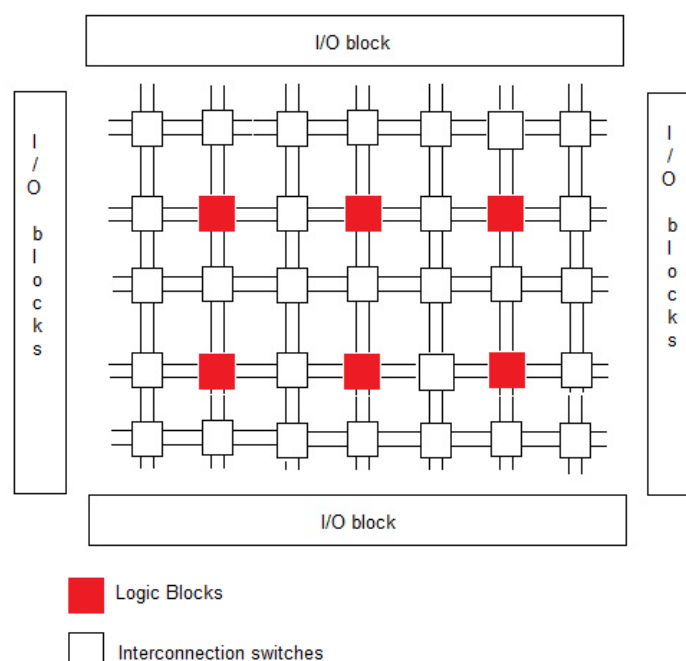 I/O block
I
/
O
b
l
o
c
k
s
I
/
O
b
l
o
c
k
s
I/O block
Logic Blocks
Interconnection switches